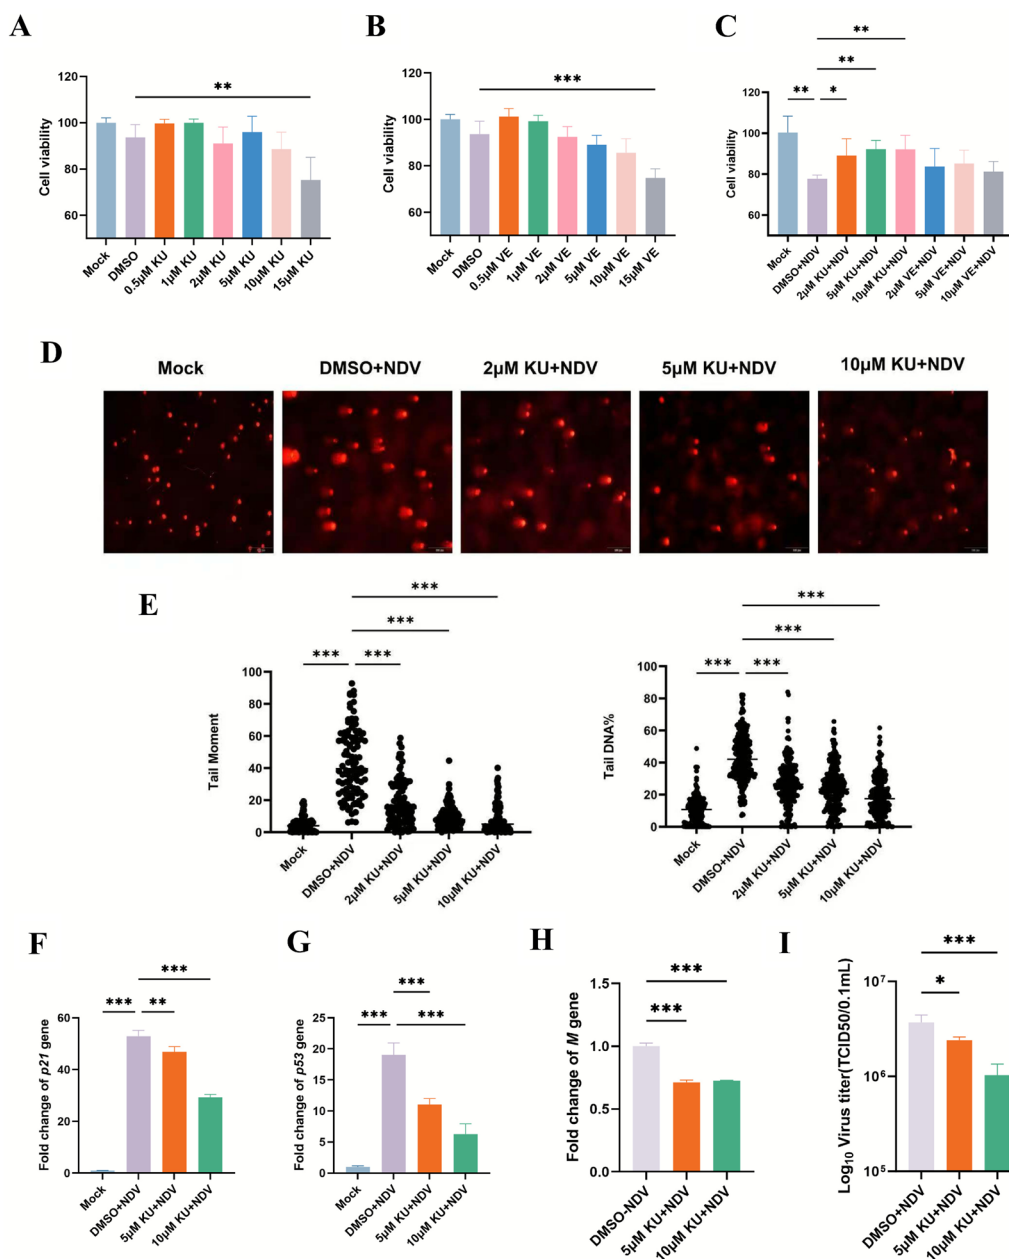 A
**
Cell viability
120
100
80
60
Mock
DMSO
0.5μM KU
1μM KU
2μM KU
5μM KU
10μM KU
15μM KU
B
***
Cell viability
120
100
80
60
Mock
DMSO
0.5μM VE
1μM VE
2μM VE
5μM VE
10μM VE
15μM VE
C
**
**
** *
Cell viability
120
100
80
60
Mock
DMSO+NDV
2μM KU+NDV
5μM KU+NDV
10μM KU+NDV
2μM VE+NDV
5μM VE+NDV
10μM VE+NDV
D
Mock DMSO+NDV 2μM KU+NDV 5μM KU+NDV 10μM KU+NDV
E
***
***
*** ***
Tail Moment
100
80
60
40
20
0
Mock
DMSO+NDV
2μM KU+NDV
5μM KU+NDV
10μM KU+NDV
***
***
*** ***
Tail DNA%
100
80
60
40
20
0
Mock
DMSO+NDV
2μM KU+NDV
5μM KU+NDV
10μM KU+NDV
F
***
*** **
Fold change of p21 gene
60
40
20
0
Mock
DMSO+NDV
5μM KU+NDV
10μM KU+NDV
G
***
*** ***
Fold change of p53 gene
25
20
15
10
5
0
Mock
DMSO+NDV
5μM KU+NDV
10μM KU+NDV
H
***
***
Fold change of M gene
1.5
1.0
0.5
0.0
DMSO-NDV
5μM KU+NDV
10μM KU+NDV
I
***
*
Log₁₀ Virus titer(TCID50/0.1mL)
10⁷
10⁶
10⁵
DMSO+NDV
5μM KU+NDV
10μM KU+NDV